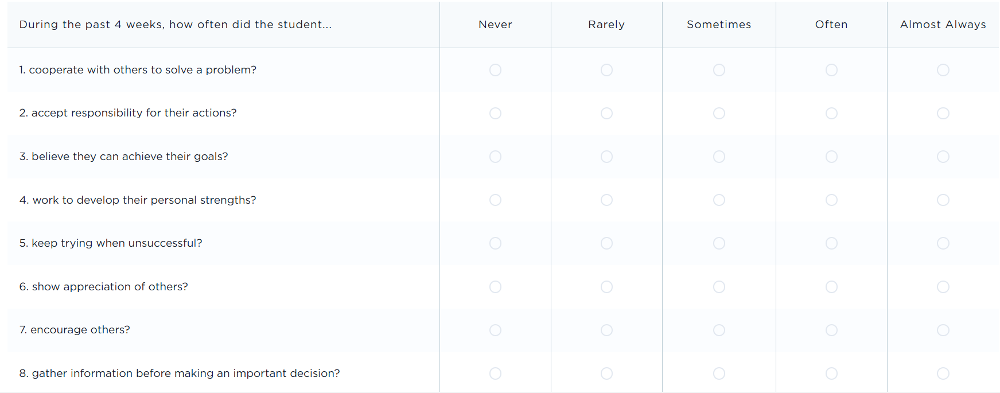 During the past 4 weeks, how often did the student... Never Rarely Sometimes Often Almost Always
1. cooperate with others to solve a problem?
2. accept responsibility for their actions?
3. believe they can achieve their goals?
4. work to develop their personal strengths?
5. keep trying when unsuccessful?
6. show appreciation of others?
7. encourage others?
8. gather information before making an important decision?